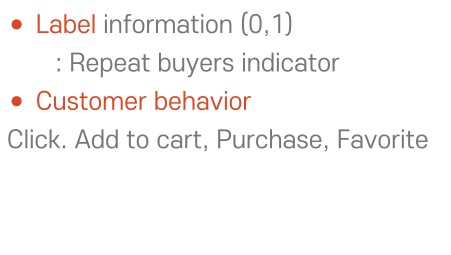 • Label information (0,1)
: Repeat buyers indicator
• Customer behavior
Click. Add to cart, Purchase, Favorite